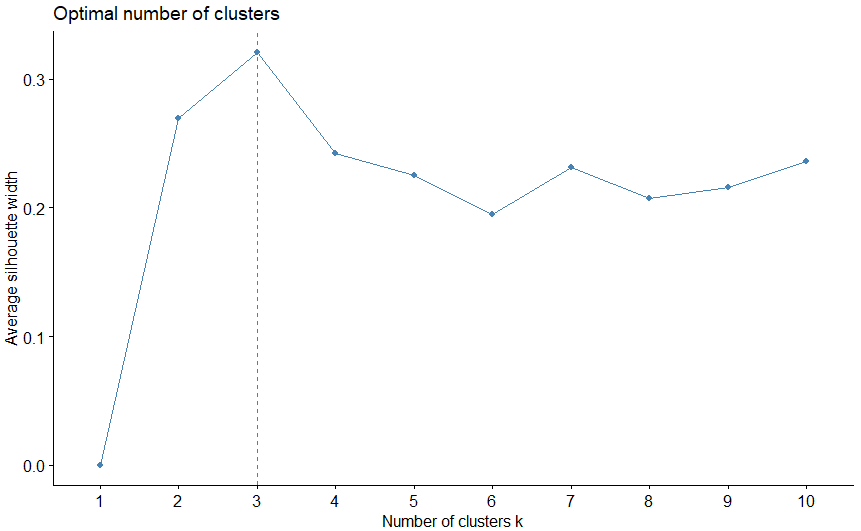 Optimal number of clusters
Average silhouette width
0.3
0.2
0.1
0.0
1 2 3 4 5 6 7 8 9 10
Number of clusters k